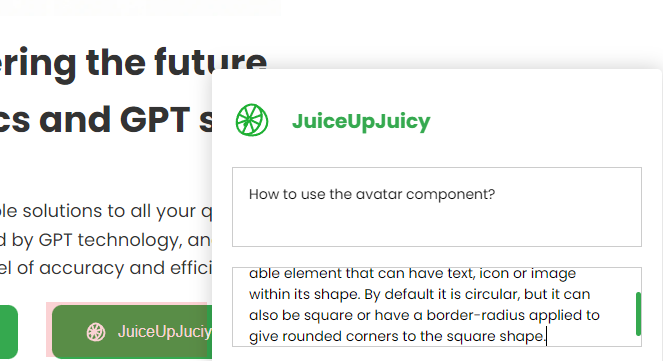 ering the future
cs and GPT s
JuiceUpJuicy
How to use the avatar component?
le solutions to all your q
d by GPT technology, an
el of accuracy and effici
able element that can have text, icon or image
within its shape. By default it is circular, but it can
also be square or have a border-radius applied to
give rounded corners to the square shape.
JuiceUpJuciy